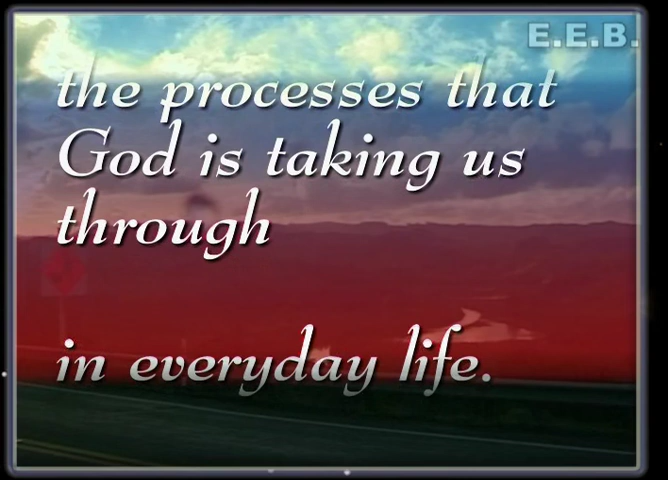 E.E.B.
the processes that
God is taking us
through
in everyday life.